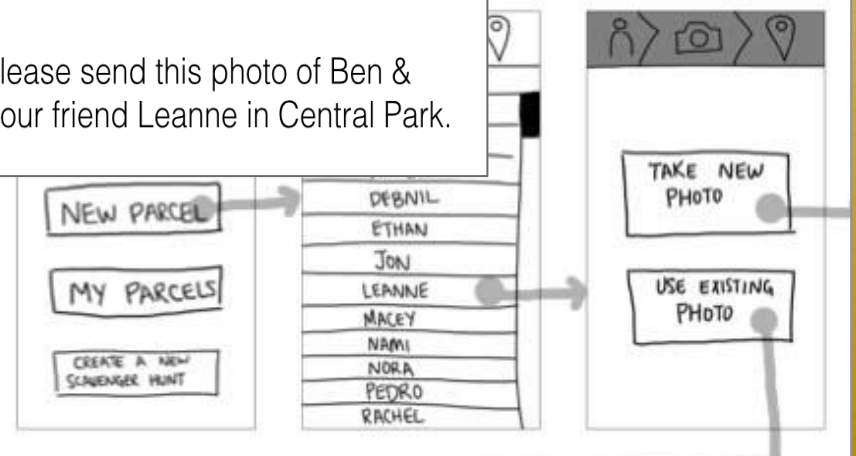 lease send this photo of Ben &
our friend Leanne in Central Park.
NEW PARCEL
MY PARCELS
CREATE A NEW
SCAVENGER HUNT
DEBNIL
ETHAN
JON
LEANNE
MACEY
NAMI
NORA
PEDRO
RACHEL
TAKE NEW
PHOTO
USE EXISTING
PHOTO